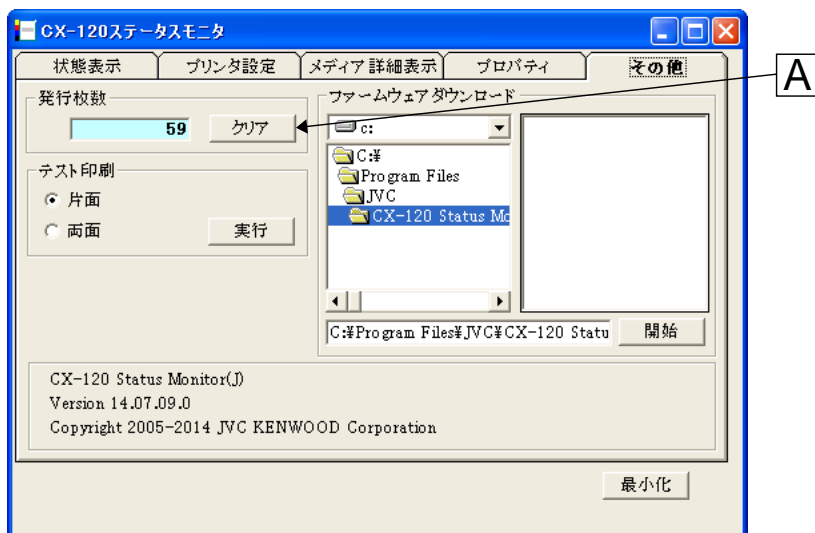 CX-120ステータスモニタ
状態表示 プリンタ設定 メディア詳細表示 プロパティ その他
A
発行枚数
59 クリア
テスト印刷
片面
両面 実行
ファームウェアダウンロード
c:
C:¥
Program Files
JVC
CX-120 Status Mo
C:¥Program Files¥JVC¥CX-120 Statu 開始
CX-120 Status Monitor(J)
Version 14.07.09.0
Copyright 2005-2014 JVC KENWOOD Corporation
最小化